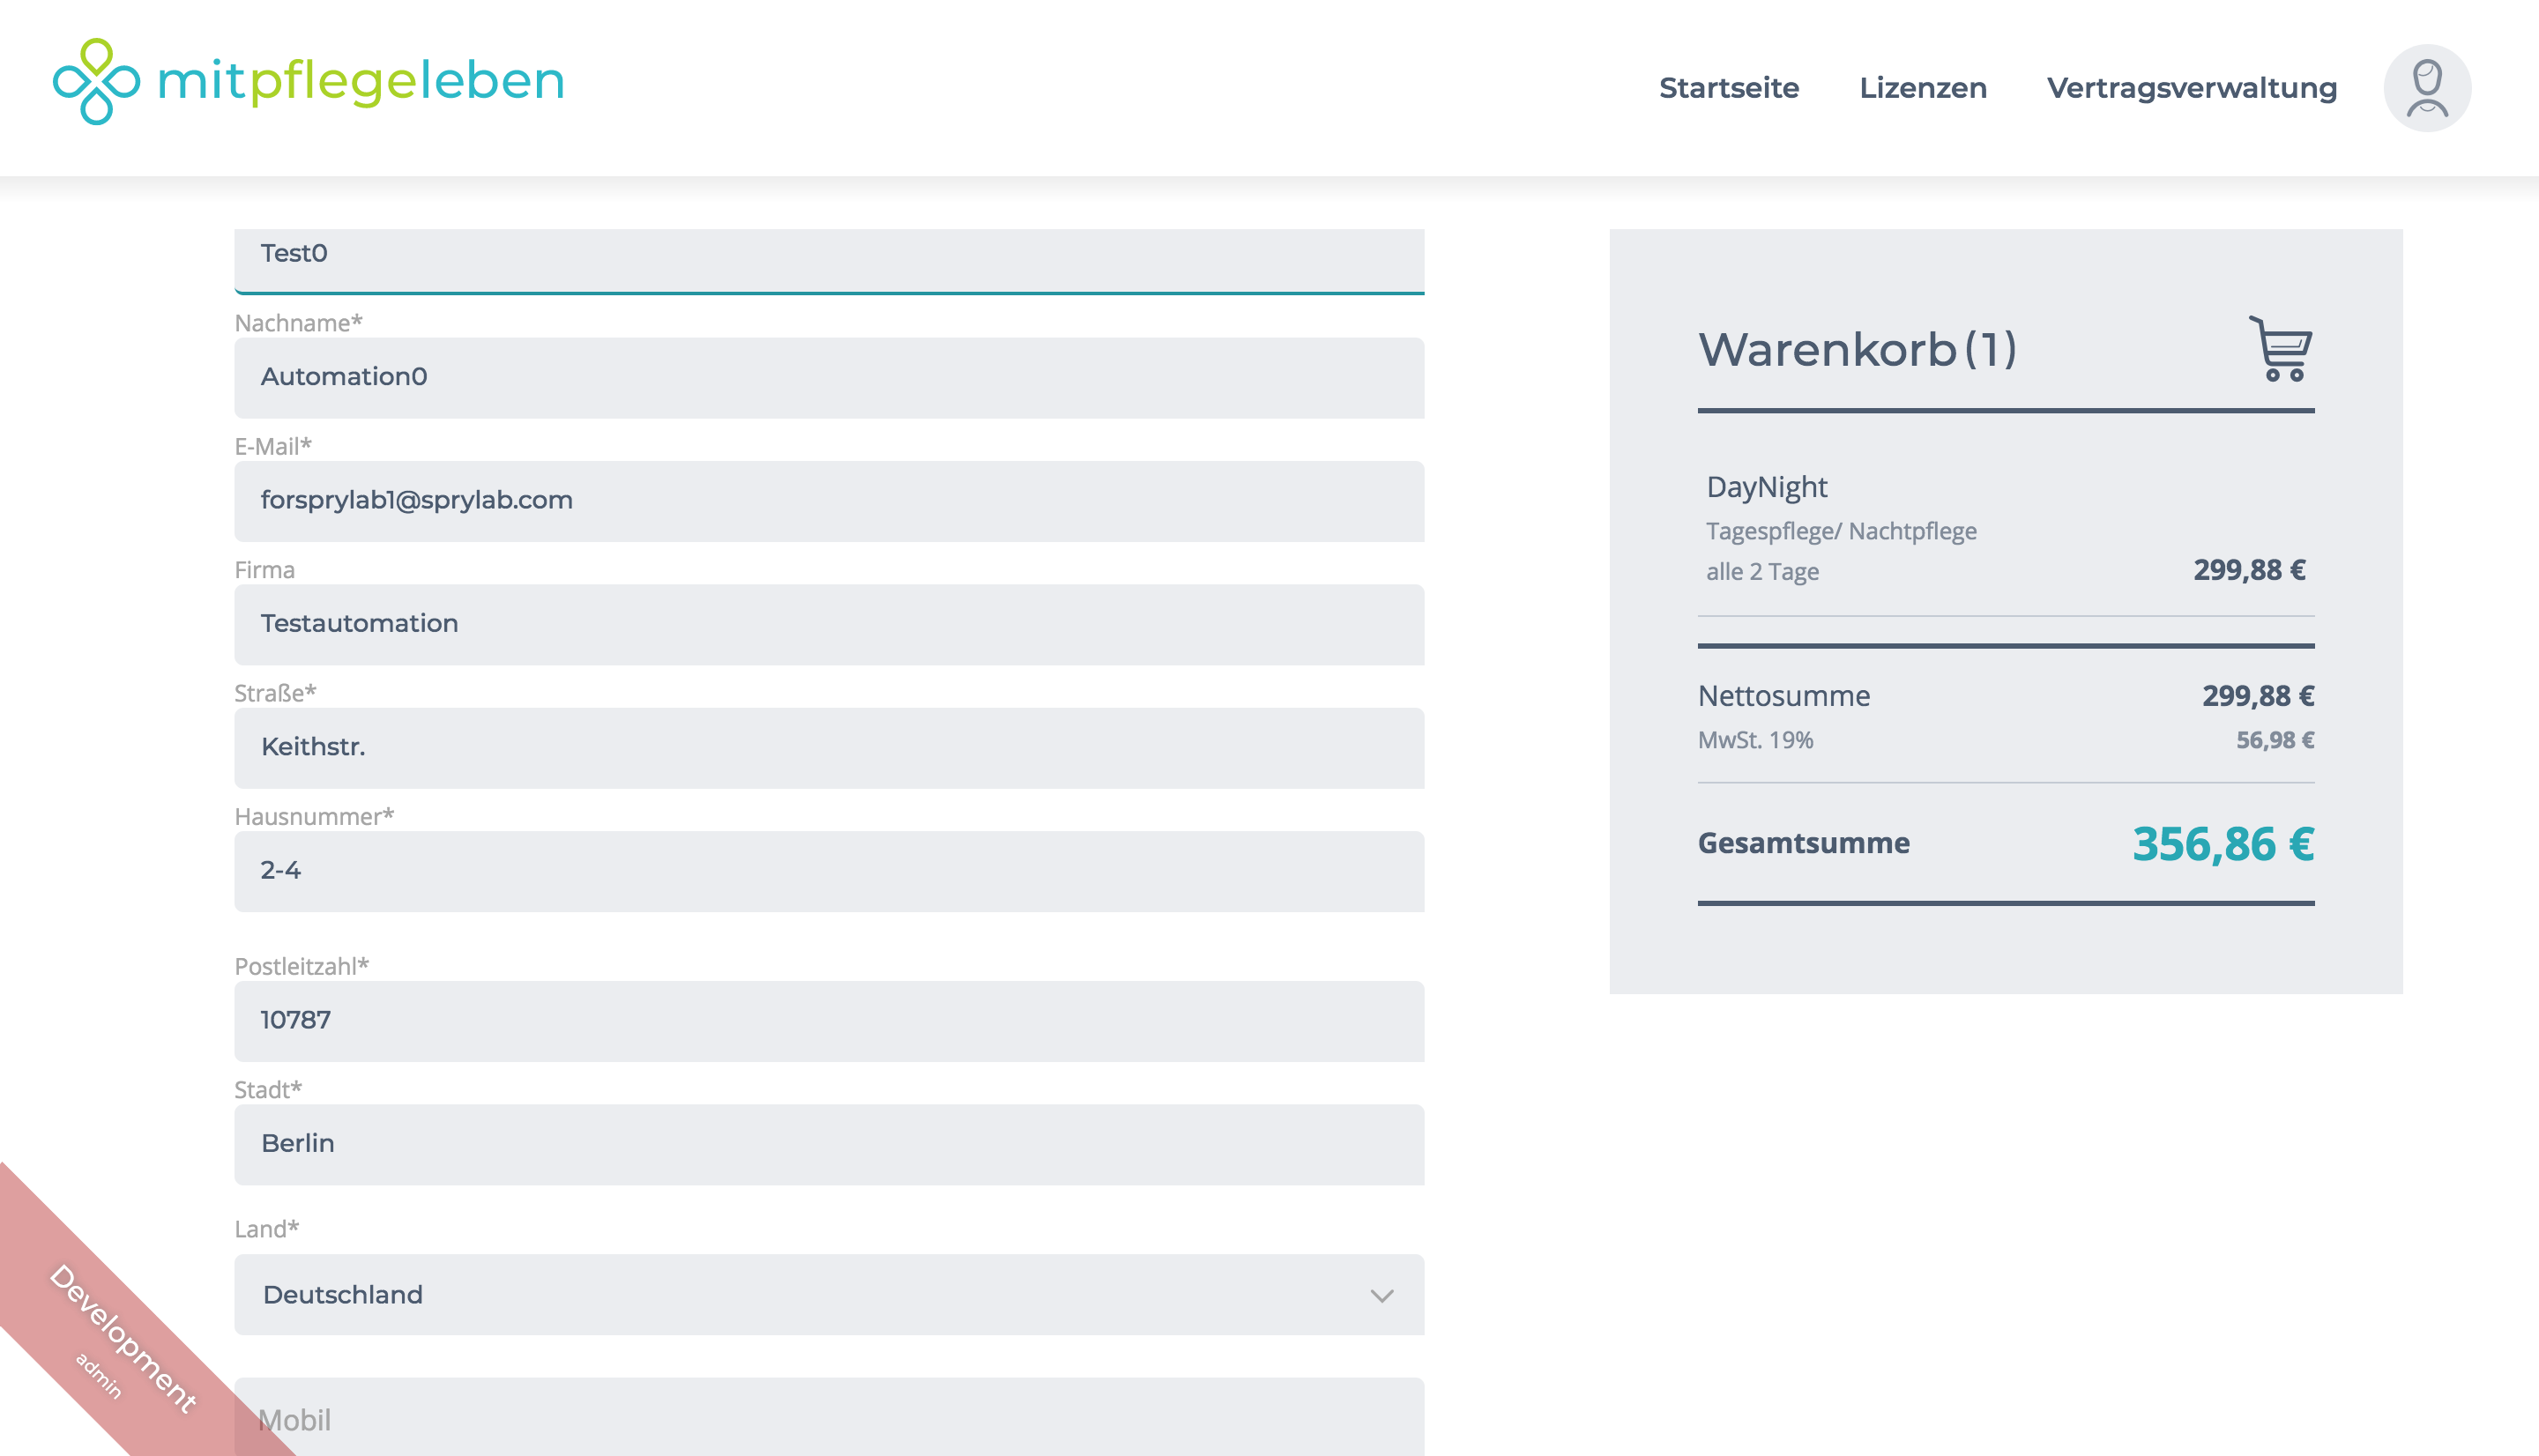 mitpflegeleben
Startseite Lizenzen Vertragsverwaltung
Test0
Nachname*
Automation0
E-Mail*
forsprylab1@sprylab.com
Firma
Testautomation
Straße*
Keithstr.
Hausnummer*
2-4
Postleitzahl*
10787
Stadt*
Berlin
Land*
Deutschland
Mobil
Warenkorb (1)
DayNight
Tagespflege/ Nachtpflege
alle 2 Tage 299,88 €
Nettosumme 299,88 €
MwSt. 19% 56,98 €
Gesamtsumme 356,86 €
Development
admin